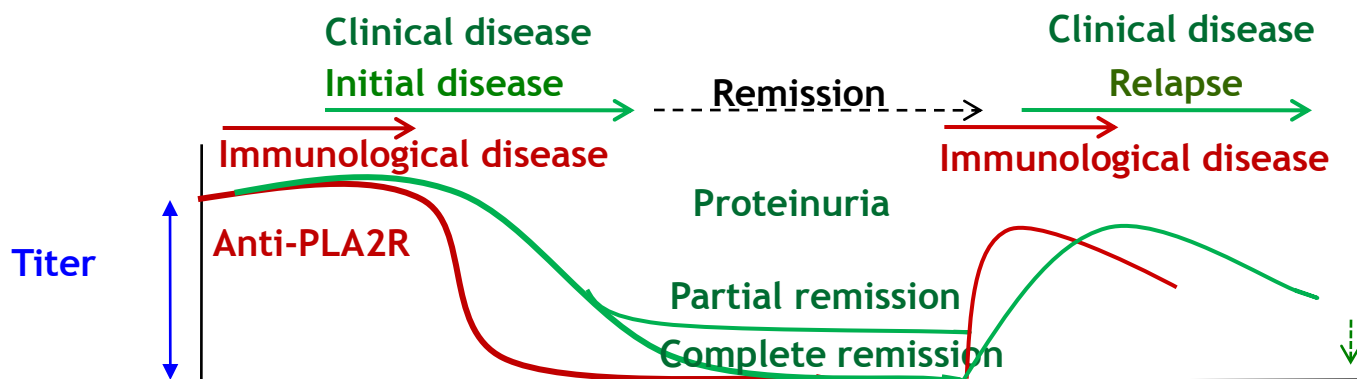 Clinical disease
Clinical disease
Initial disease
Remission
Relapse
Immunological disease
Immunological disease
Proteinuria
Anti-PLA2R
Titer
Partial remission
Complete remission